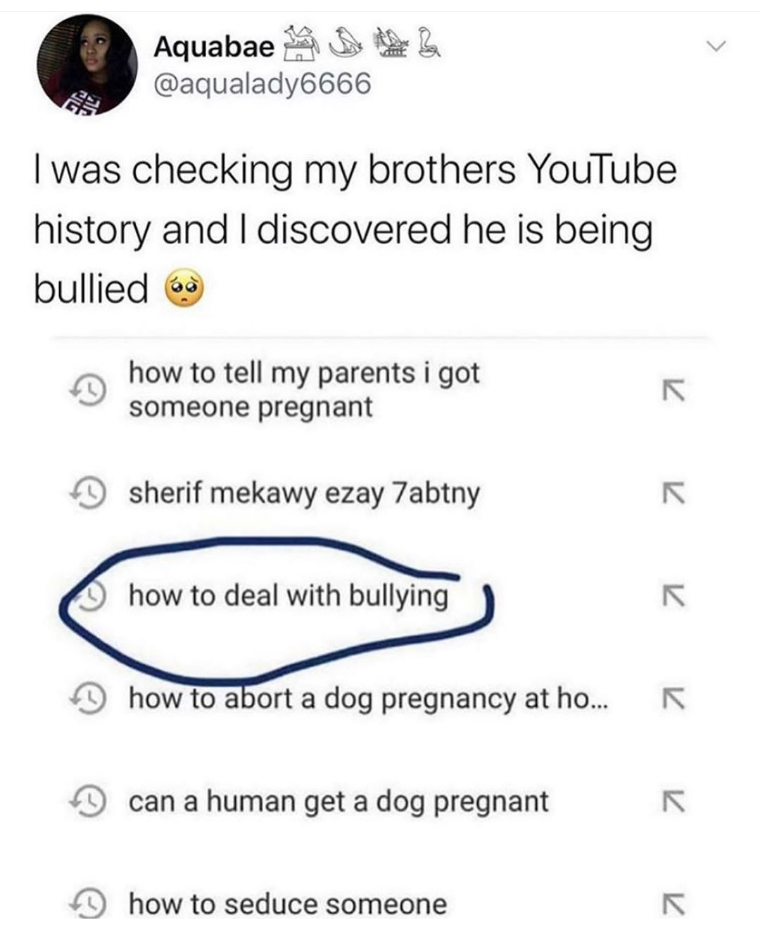 Aquabae
@aqualady6666
I was checking my brothers YouTube
history and I discovered he is being
bullied 🥺
how to tell my parents i got
someone pregnant
sherif mekawy ezay 7abtny
how to deal with bullying
how to abort a dog pregnancy at ho...
can a human get a dog pregnant
how to seduce someone